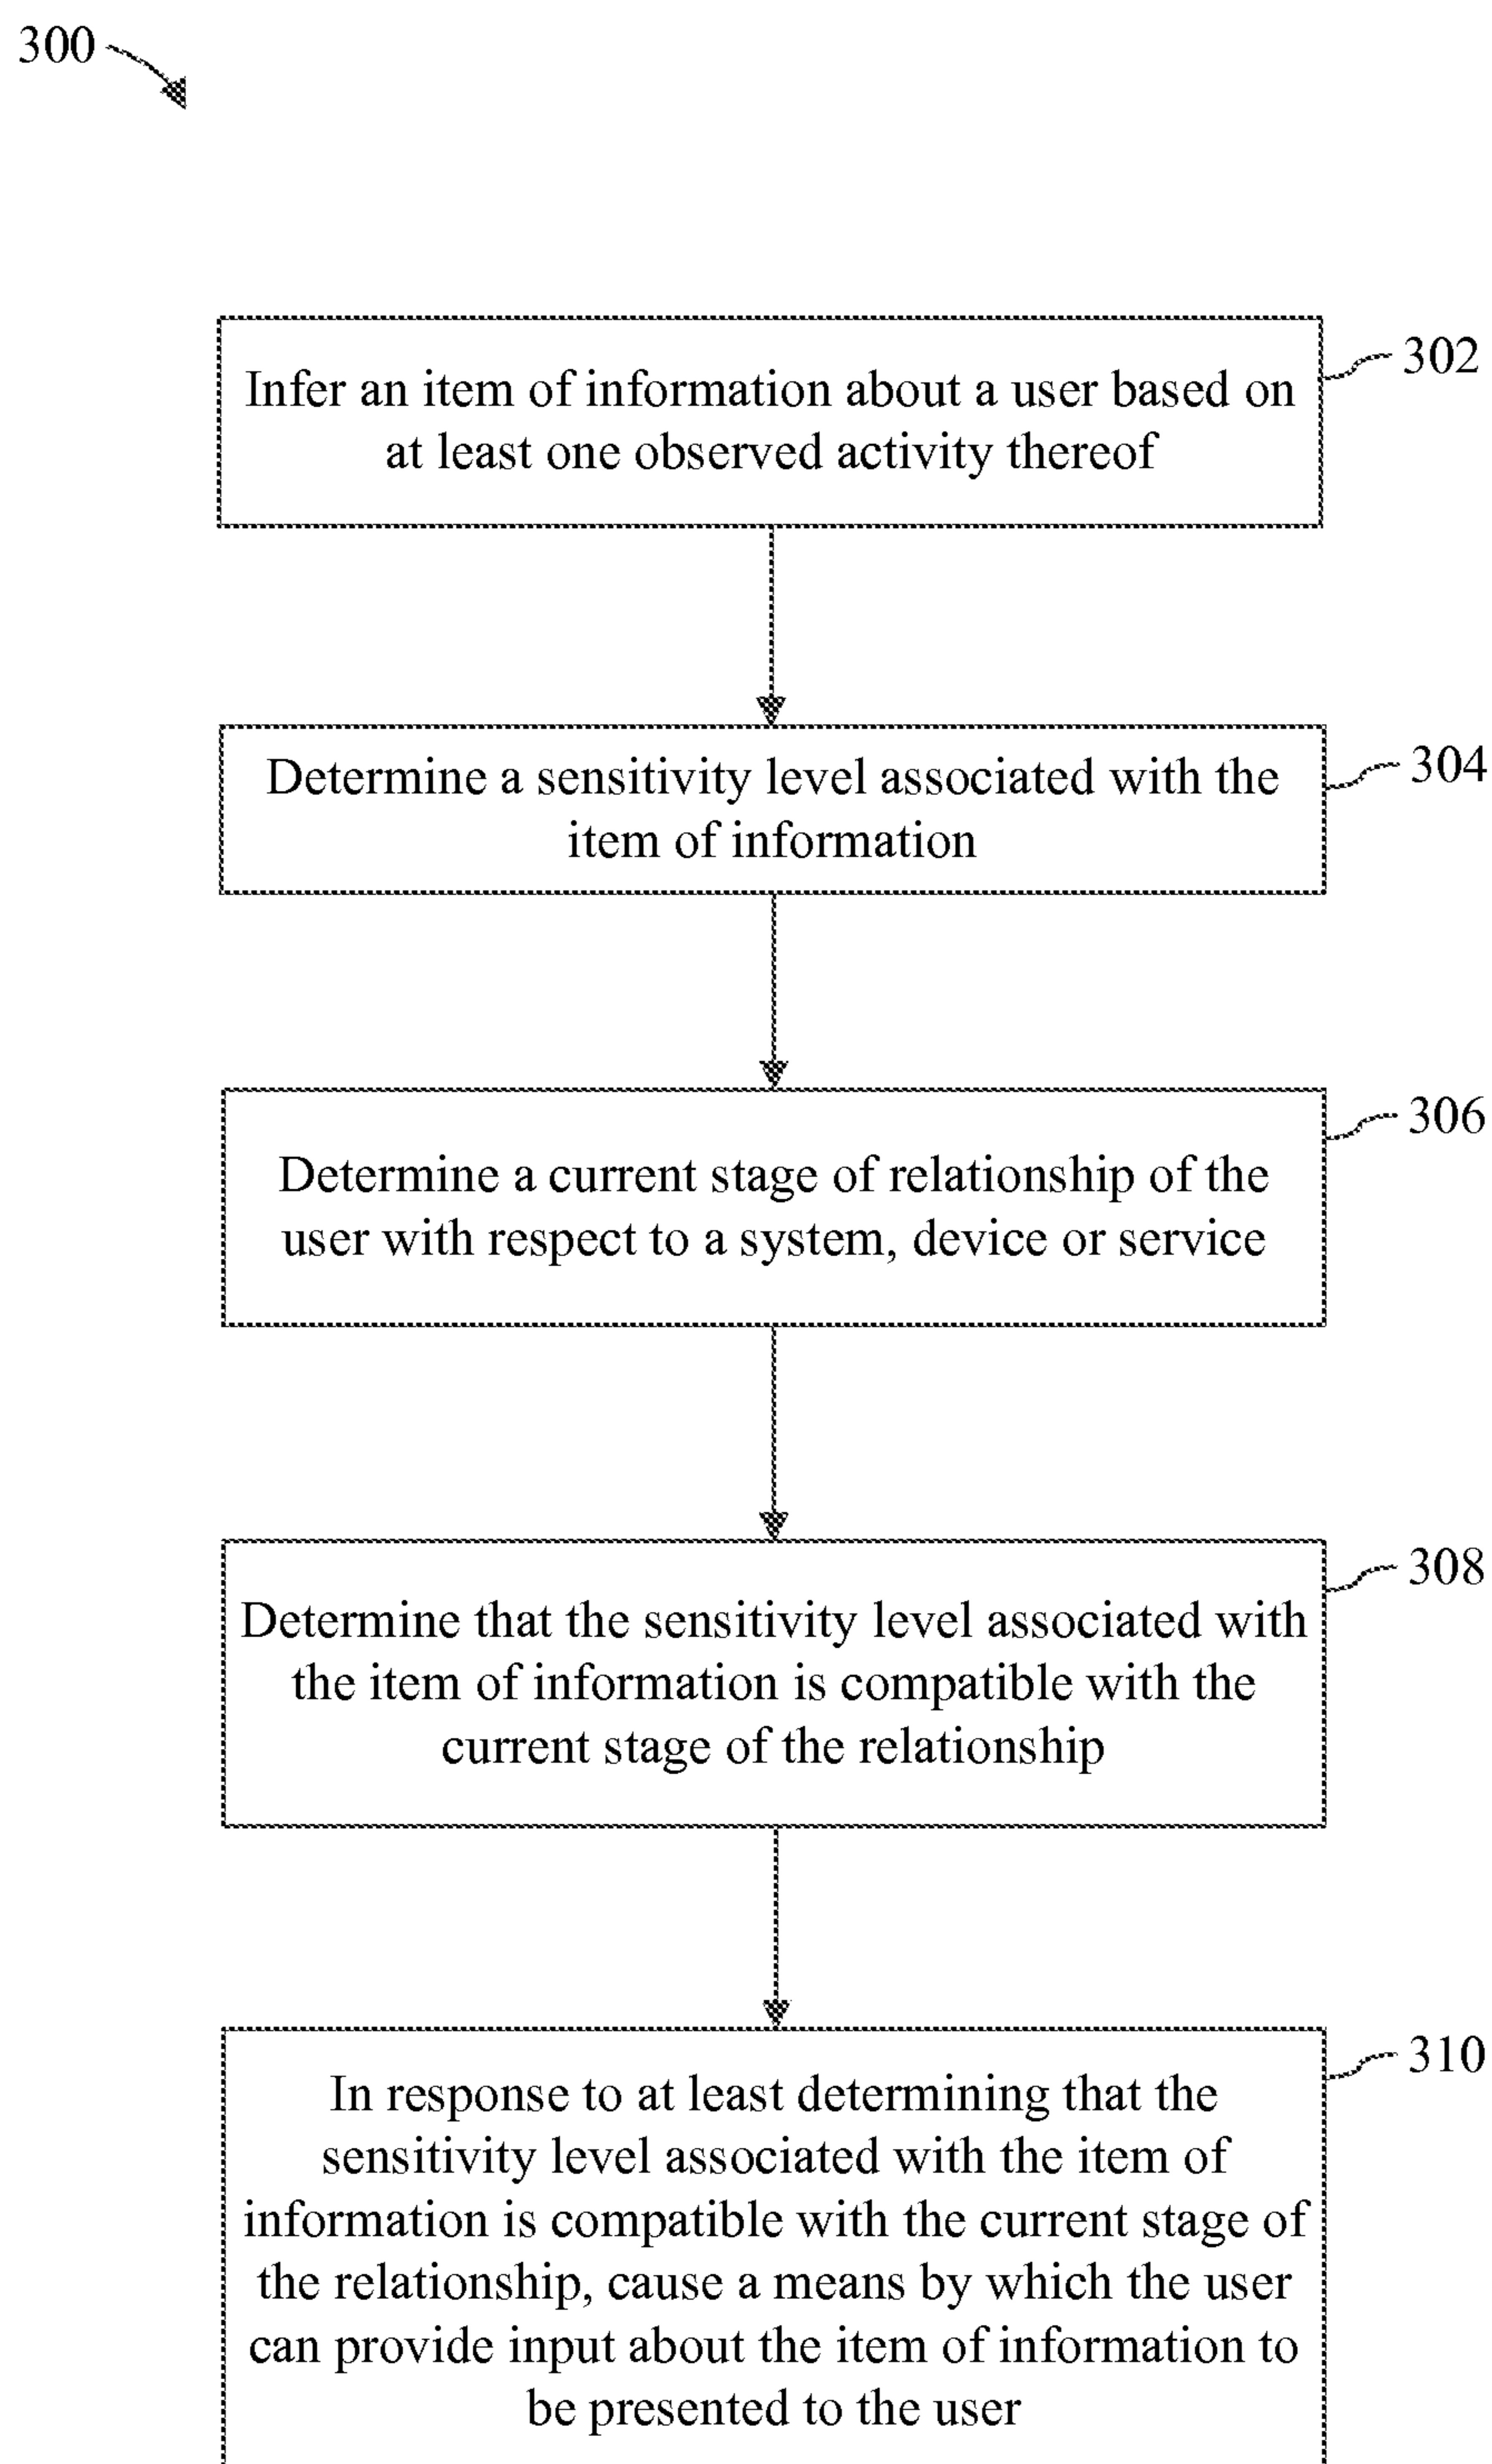 300
302
Infer an item of information about a user based on
at least one observed activity thereof
304
Determine a sensitivity level associated with the
item of information
306
Determine a current stage of relationship of the
user with respect to a system, device or service
308
Determine that the sensitivity level associated with
the item of information is compatible with the
current stage of the relationship
310
In response to at least determining that the
sensitivity level associated with the item of
information is compatible with the current stage of
the relationship, cause a means by which the user
can provide input about the item of information to
be presented to the user